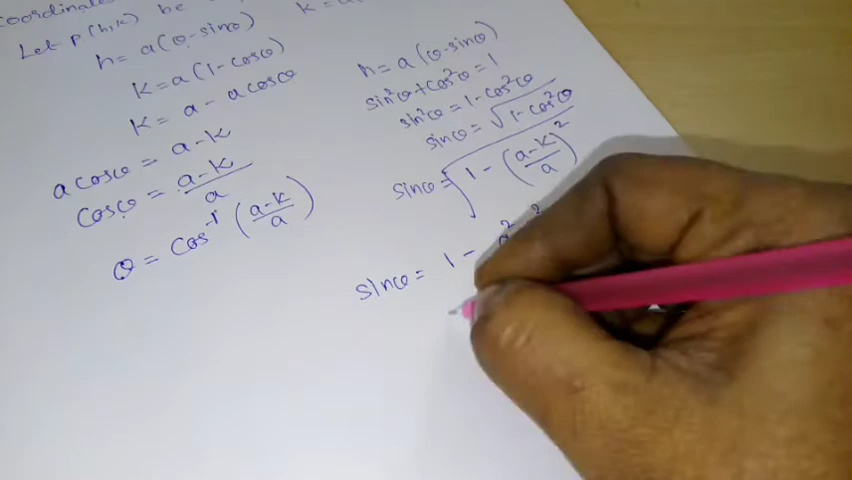 Coordinate
Let P(h,k) be
h = a(θ-sinθ)
K = a(1-cosθ)
K = a - a cosθ
a cosθ = a-K
cosθ = a-K/a
θ = cos⁻¹(a-K/a)
K = a
h = a(θ-sinθ)
sin²θ+cos²θ = 1
sin²θ = 1-cos²θ
sinθ = √1-cos²θ
sinθ = √1-(a-K/a)²
sinθ = 1 -